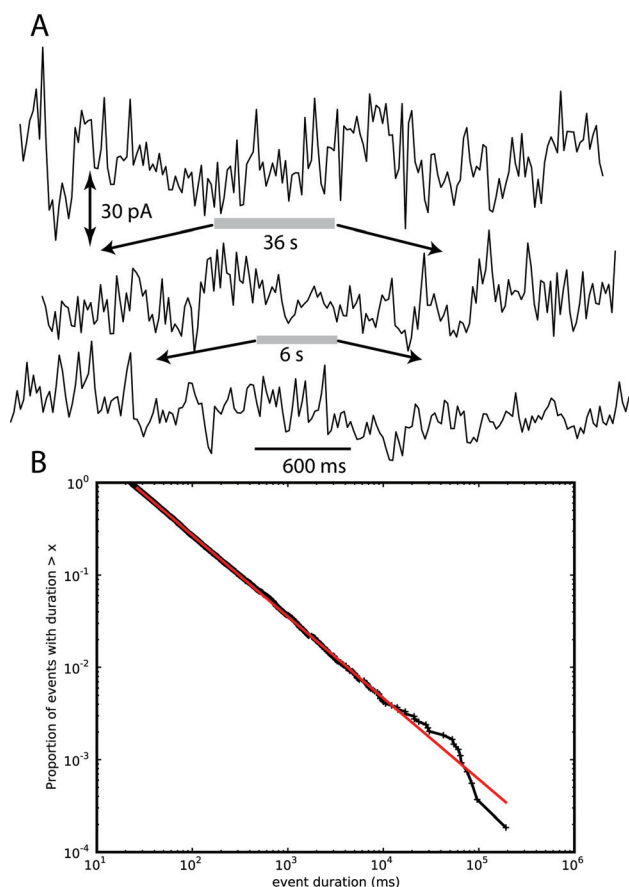 A
30 pA
36 s
6 s
600 ms
B
10^0
10^-1
10^-2
10^-3
10^-4
Proportion of events with duration > x
10^1 10^2 10^3 10^4 10^5 10^6
event duration (ms)